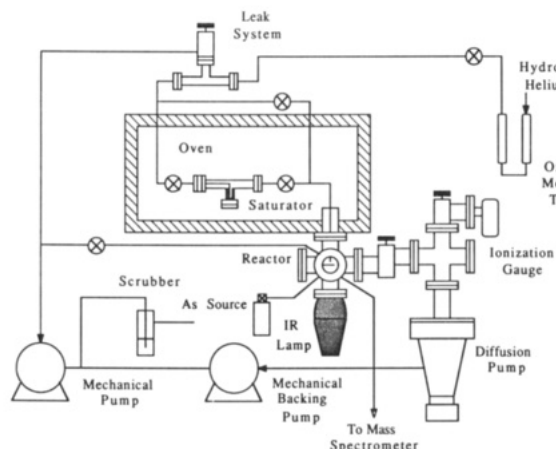 Leak
System
Hydro
Helium
Oven
Saturator
Reactor
Ionization
Gauge
Scrubber
As Source
IR
Lamp
Diffusion
Pump
Mechanical
Pump
Mechanical
Backing
Pump
To Mass
Spectrometer